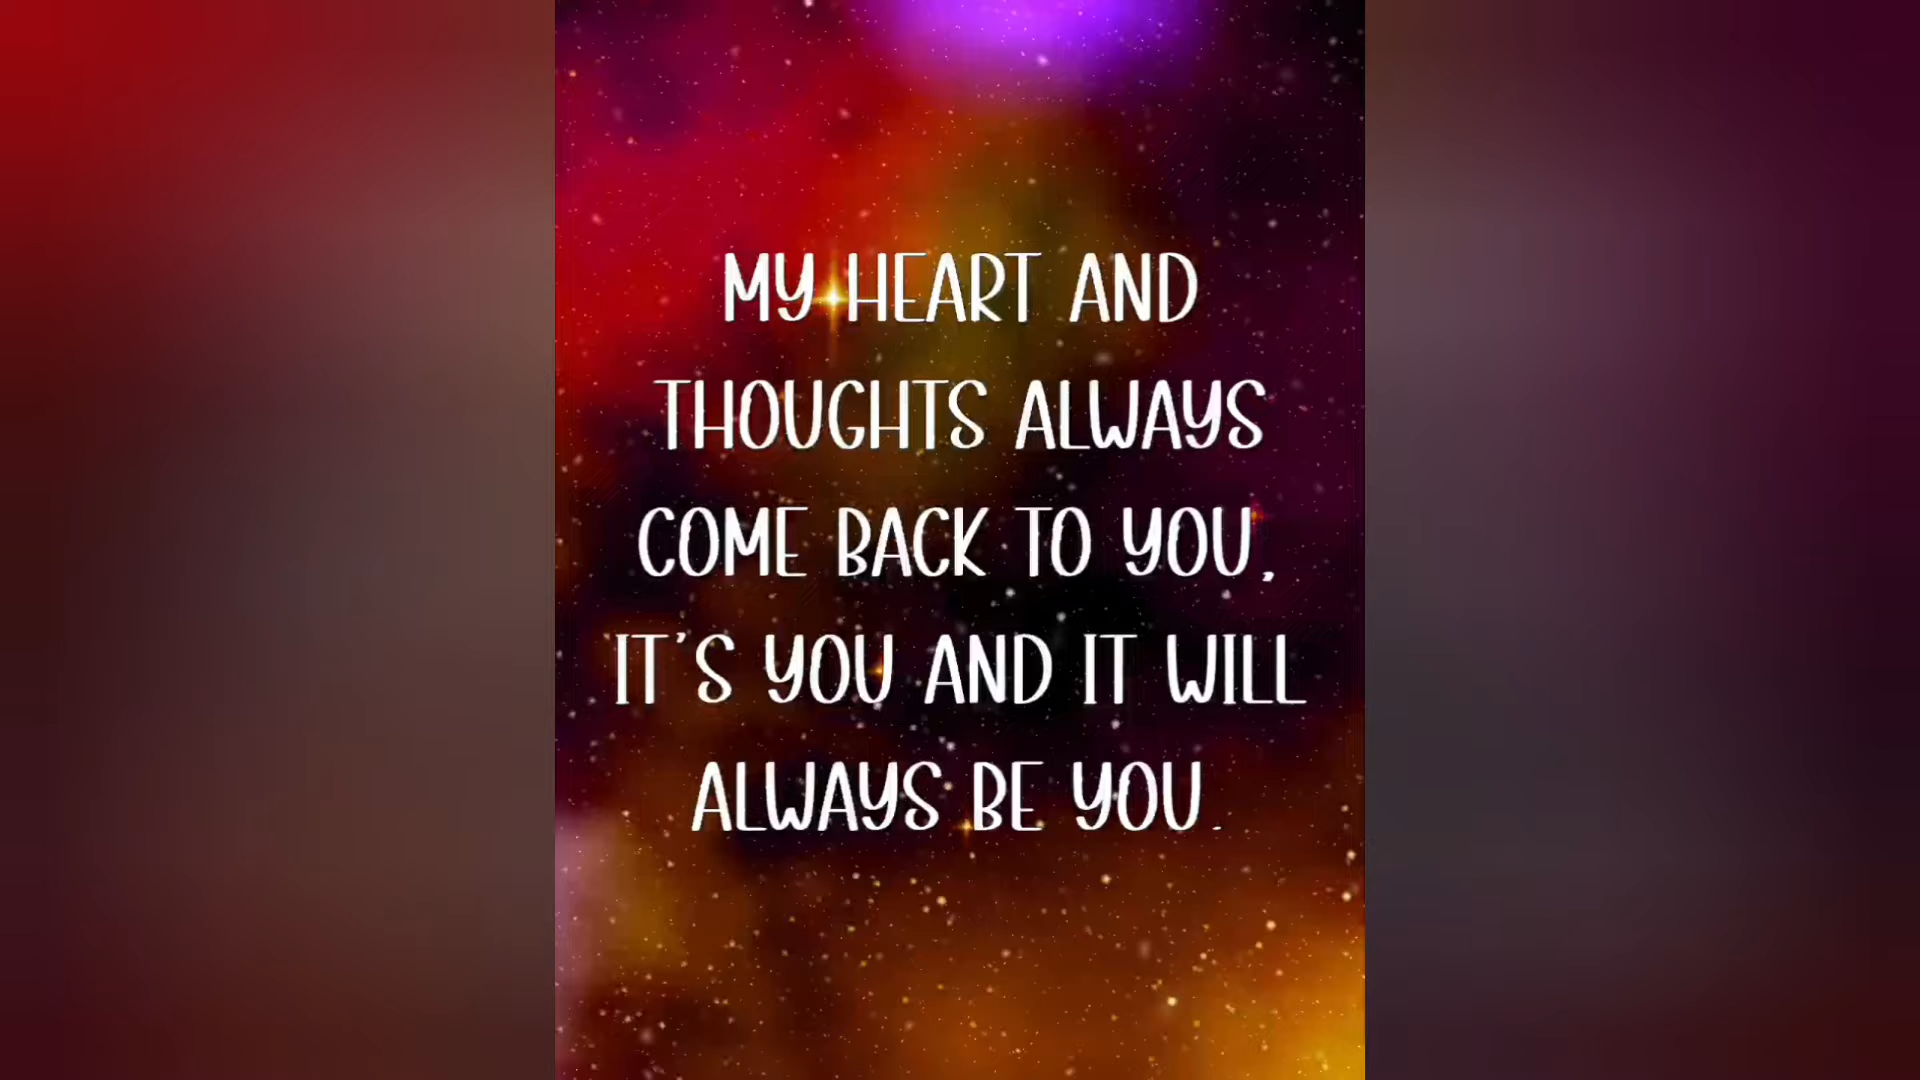 MY HEART AND
THOUGHTS ALWAYS
COME BACK TO YOU,
IT'S YOU AND IT WILL
ALWAYS BE YOU.